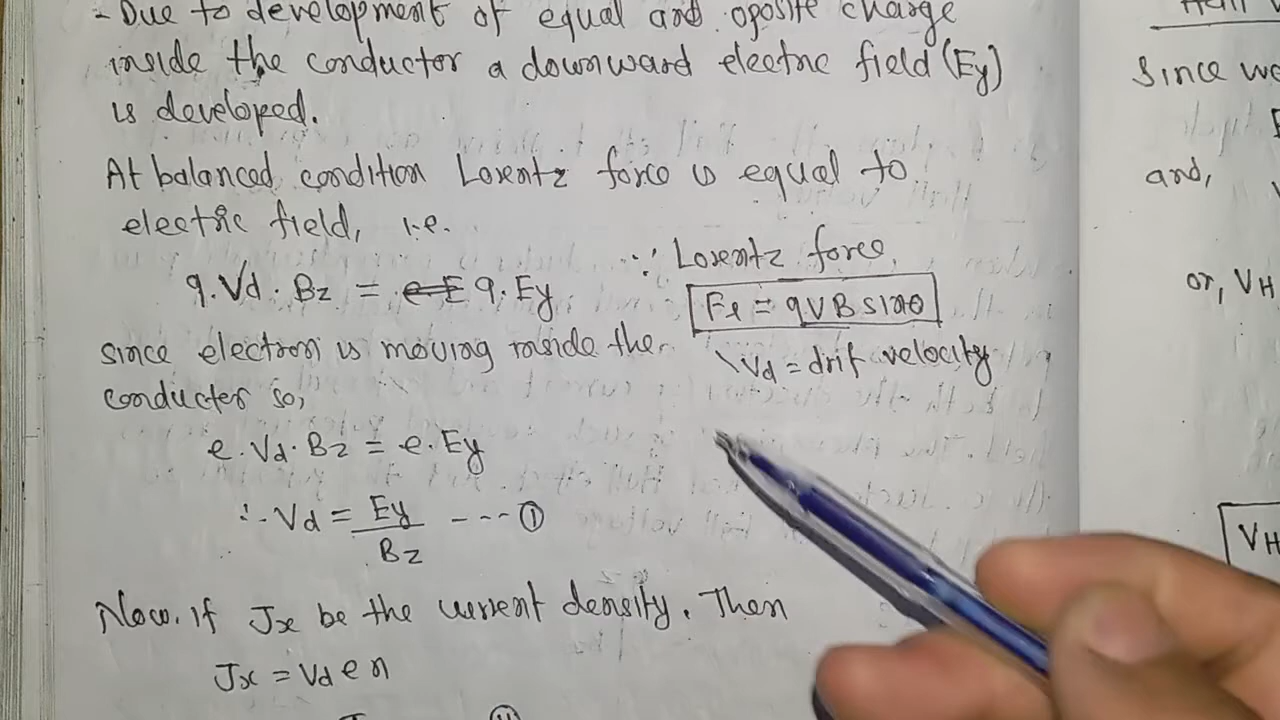 - Due to development of equal and oposite charge
inside the conductor a downward electric field (Ey)
is developed.
At balanced condition Lorentz force is equal to
electric field, i.e.
q.Vd.Bz = q.Ey
∵ Lorentz force,
Fl = qVB sinθ
Vd = drif velocity
since electron is moving inside the
conductor so,
e.Vd.Bz = e.Ey
∴ Vd = Ey/Bz ---- ①
Now. if Jx be the current density. Then
Jx = Vd e n
Since we
and,
or, VH
VH